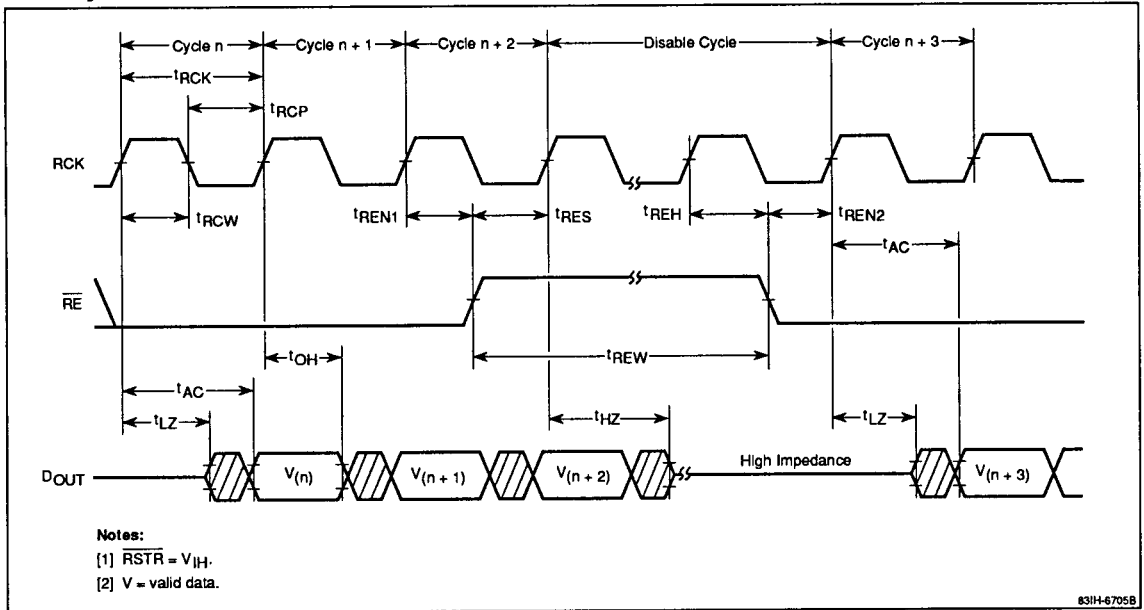 Cycle n
Cycle n + 1
Cycle n + 2
Disable Cycle
Cycle n + 3
tRCK
tRCP
RCK
tRCW
tREN1
tRES
tREH
tREN2
tAC
RE
tOH
tREW
tAC
tLZ
tHZ
tLZ
DOUT
V(n)
V(n + 1)
V(n + 2)
High Impedance
V(n + 3)
Notes:
[1] RSTR = VIH.
[2] V = valid data.
83IH-6705B